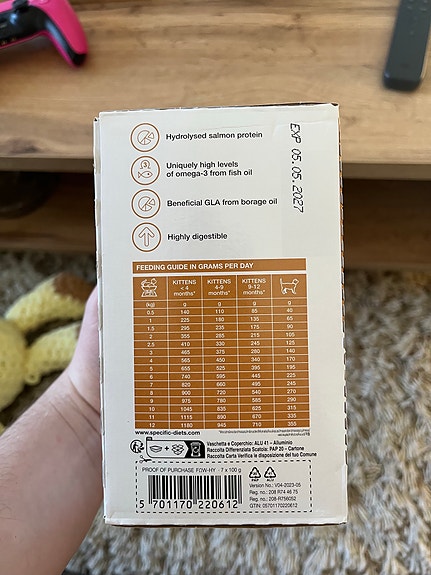 Hydrolysed salmon protein
EXP 05.05.2027
3
Uniquely high levels
of omega-3 from fish oil
Beneficial GLA from borage oil
Highly digestible
FEEDING GUIDE IN GRAMS PER DAY
KITTENS < 4 months* KITTENS 4-9 months* KITTENS 9-12 months*
(kg) g g g g
0.5 140 110 85 40
1 225 180 135 65
1.5 295 235 175 90
2 355 285 215 105
2.5 410 330 245 125
3 465 375 280 140
4 565 450 340 170
5 655 525 395 195
6 740 595 445 225
7 820 660 495 245
8 900 720 540 270
9 975 780 585 290
10 1045 835 625 315
11 1115 890 670 335
12 1180 945 710 355
www.specific-diets.com
Vaschetta e Coperchio: ALU 41 – Alluminio
Raccolta Differenziata Scatola: PAP 20 – Cartone
Raccolta Carta Verifica le disposizione del tuo Comune
PROOF OF PURCHASE FOW-HY : 7 x 100 g
PAP ALU
Version No.: V04-2023-05
Reg. no.: 208 R74 46 75
Reg. no.: 208-R756052
GTIN: 05701170220612
5 701170 220612